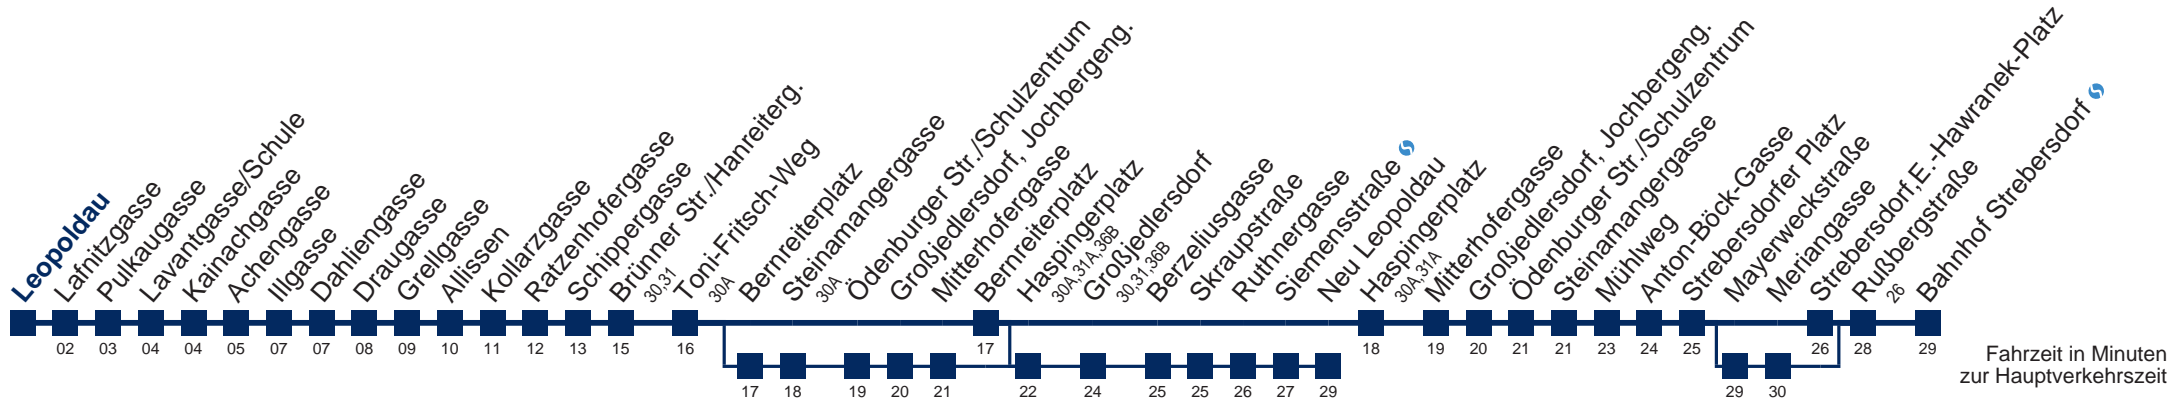 Leopoldau
Lafnitzgasse
Pulkaugasse
Lavantgasse/Schule
Kainachgasse
Achengasse
Illgasse
Dahliengasse
Draugasse
Grellgasse
Allissen
Kollarzgasse
Ratzenhofergasse
Schippergasse
Brünner Str./Hanreiterg.
30,31
Toni-Fritsch-Weg
30A
Bernreiterplatz
Steinamangergasse
30A
Ödenburger Str./Schulzentrum
Großjedlersdorf, Jochbergeng.
Mitterhofergasse
Bernreiterplatz
Haspingerplatz
30A,31A,36B
Großjedlersdorf
30,31,36B
Berzeliusgasse
Skraupstraße
Ruthnergasse
Siemensstraße
Neu Leopoldau
Haspingerplatz
30A,31A
Mitterhofergasse
Großjedlersdorf, Jochbergeng.
Ödenburger Str./Schulzentrum
Steinamangergasse
Mühlweg
Anton-Böck-Gasse
Strebersdorfer Platz
Mayerweckstraße
Meriangasse
Strebersdorf,E.-Hawranek-Platz
Rußbergstraße
26
Bahnhof Strebersdorf
02 03 04 04 05 07 07 08 09 10 11 12 13 15 16 17 18 19 20 21 21 23 24 25 26 28 29
17 18 19 20 21 22 24 25 25 26 27 29 29 30
Fahrzeit in Minuten
zur Hauptverkehrszeit